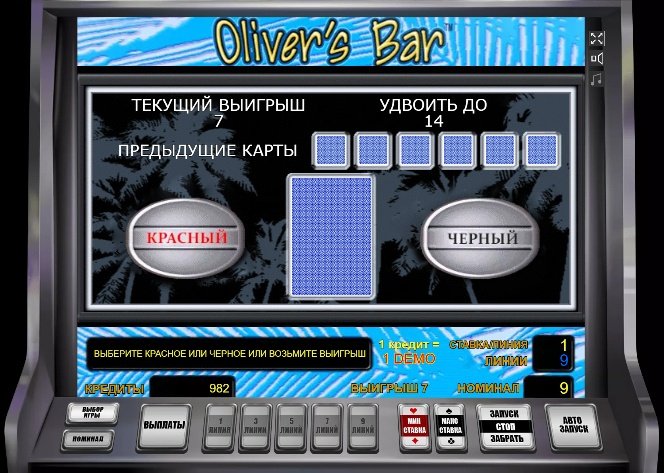 Oliver's Bar™
ТЕКУЩИЙ ВЫИГРЫШ
7
УДВОИТЬ ДО
14
ПРЕДЫДУЩИЕ КАРТЫ
КРАСНЫЙ
ЧЕРНЫЙ
ВЫБЕРИТЕ КРАСНОЕ ИЛИ ЧЕРНОЕ ИЛИ ВОЗЬМИТЕ ВЫИГРЫШ
1 кредит =
1 DEMO
СТАВКА/ЛИНИЯ 1
ЛИНИИ 9
КРЕДИТЫ 982
ВЫИГРЫШ 7
НОМИНАЛ 9
ВЫБОР
ИГРЫ
НОМИНАЛ
ВЫПЛАТЫ
1
ЛИНИЯ
3
ЛИНИИ
5
ЛИНИЙ
7
ЛИНИЙ
9
ЛИНИЙ
МИН
СТАВКА
МАКС
СТАВКА
ЗАПУСК
СТОП
ЗАБРАТЬ
АВТО
ЗАПУСК